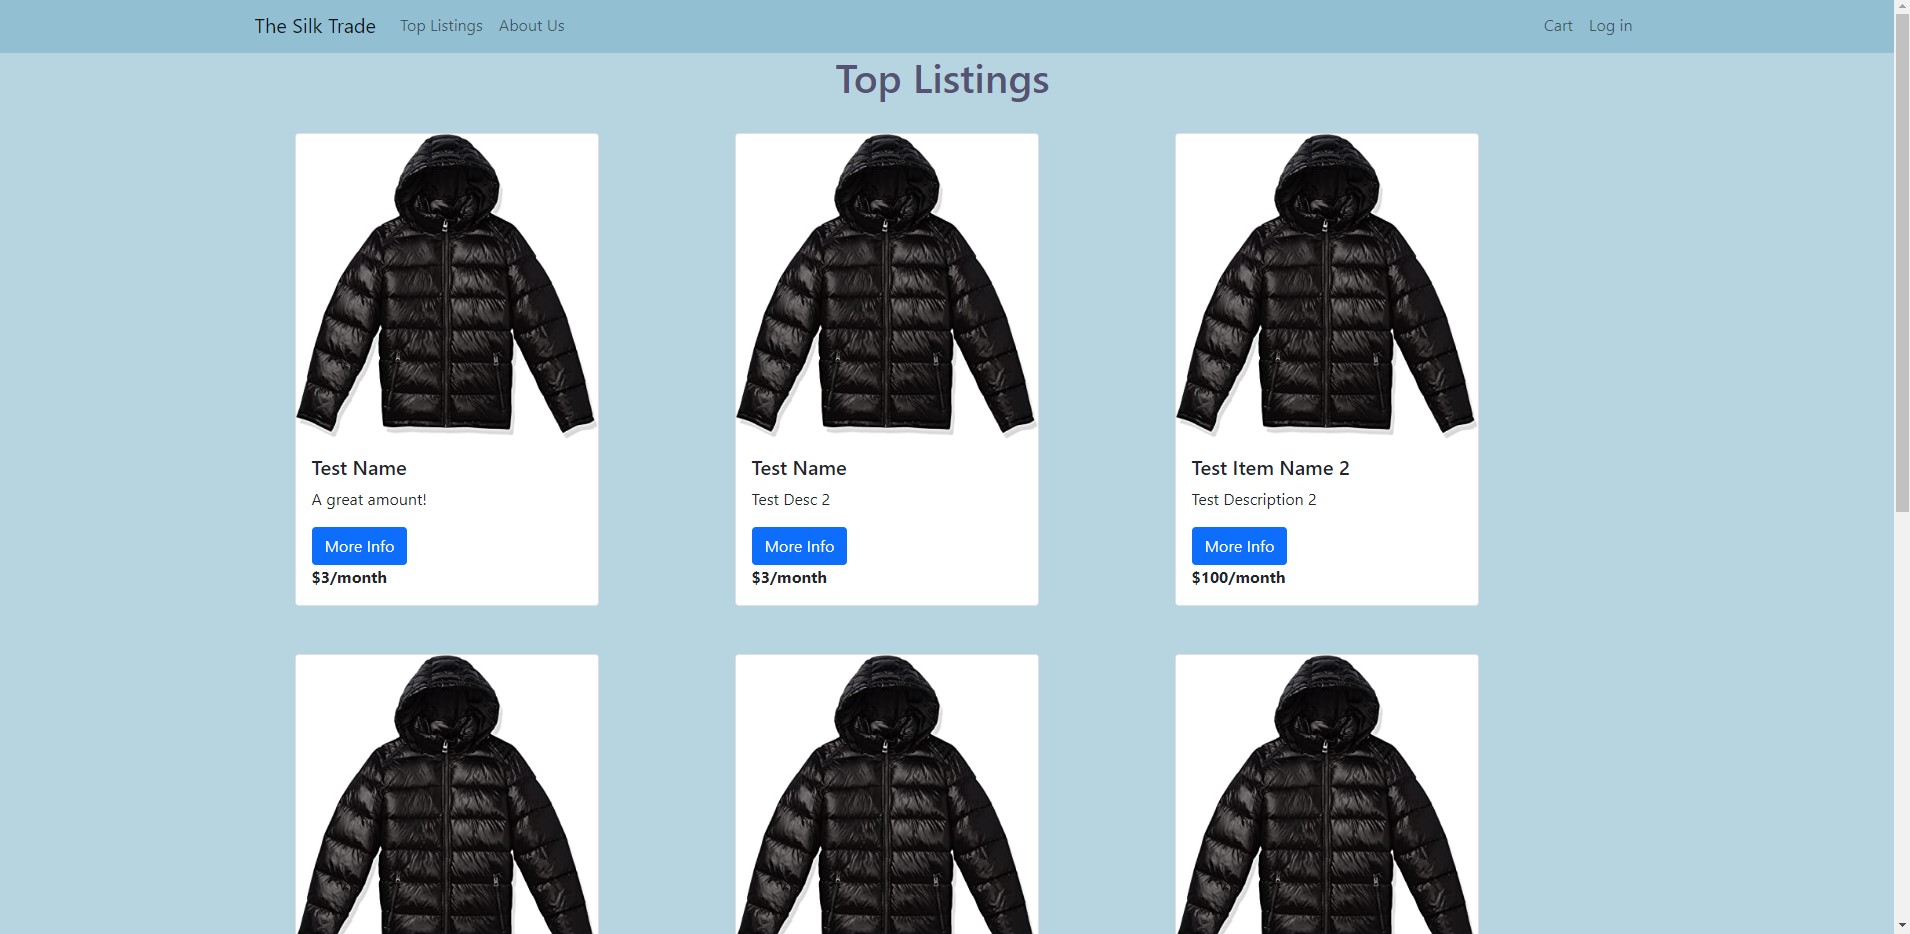 The Silk Trade Top Listings About Us Cart Log in
Top Listings
Test Name
A great amount!
More Info
$3/month
Test Name
Test Desc 2
More Info
$3/month
Test Item Name 2
Test Description 2
More Info
$100/month